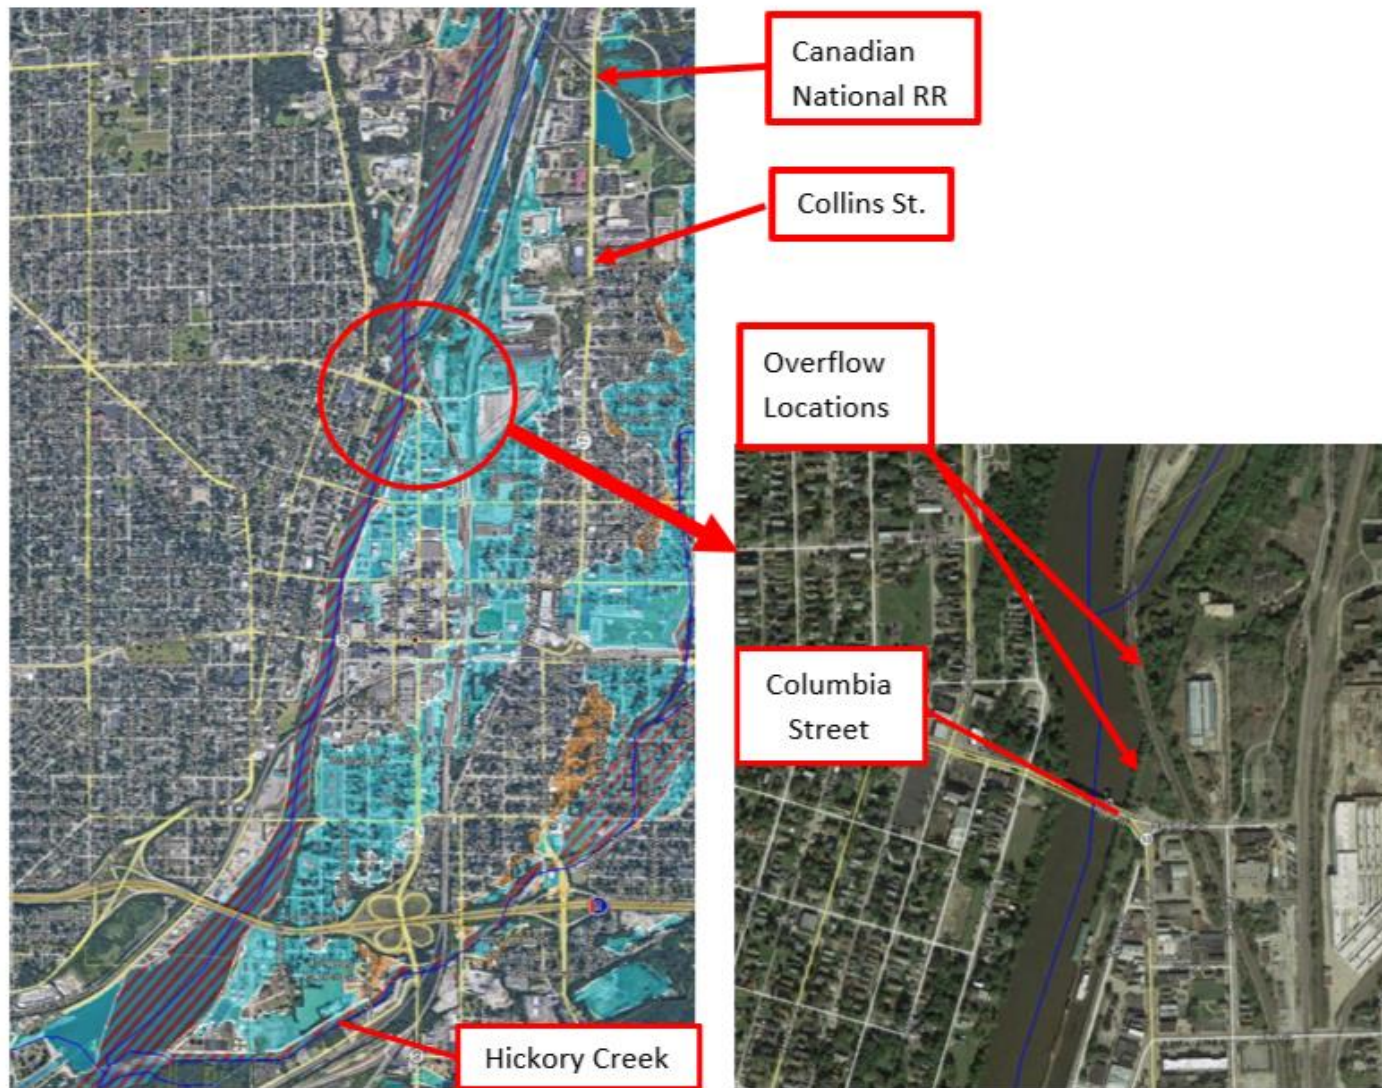 Canadian
National RR
Collins St.
Overflow
Locations
Columbia
Street
Hickory Creek